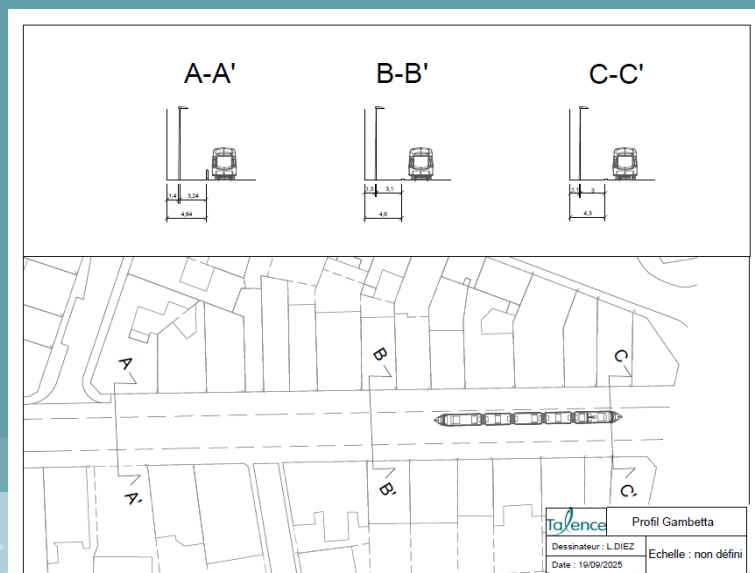 A-A'
B-B'
C-C'
1,4
3,24
4,64
1,3
3,1
4,6
1,1
3
4,3
A
B
C
A'
B'
C'
Talence
Profil Gambetta
Dessinateur : L.DIEZ
Echelle : non défini
Date : 19/09/2025